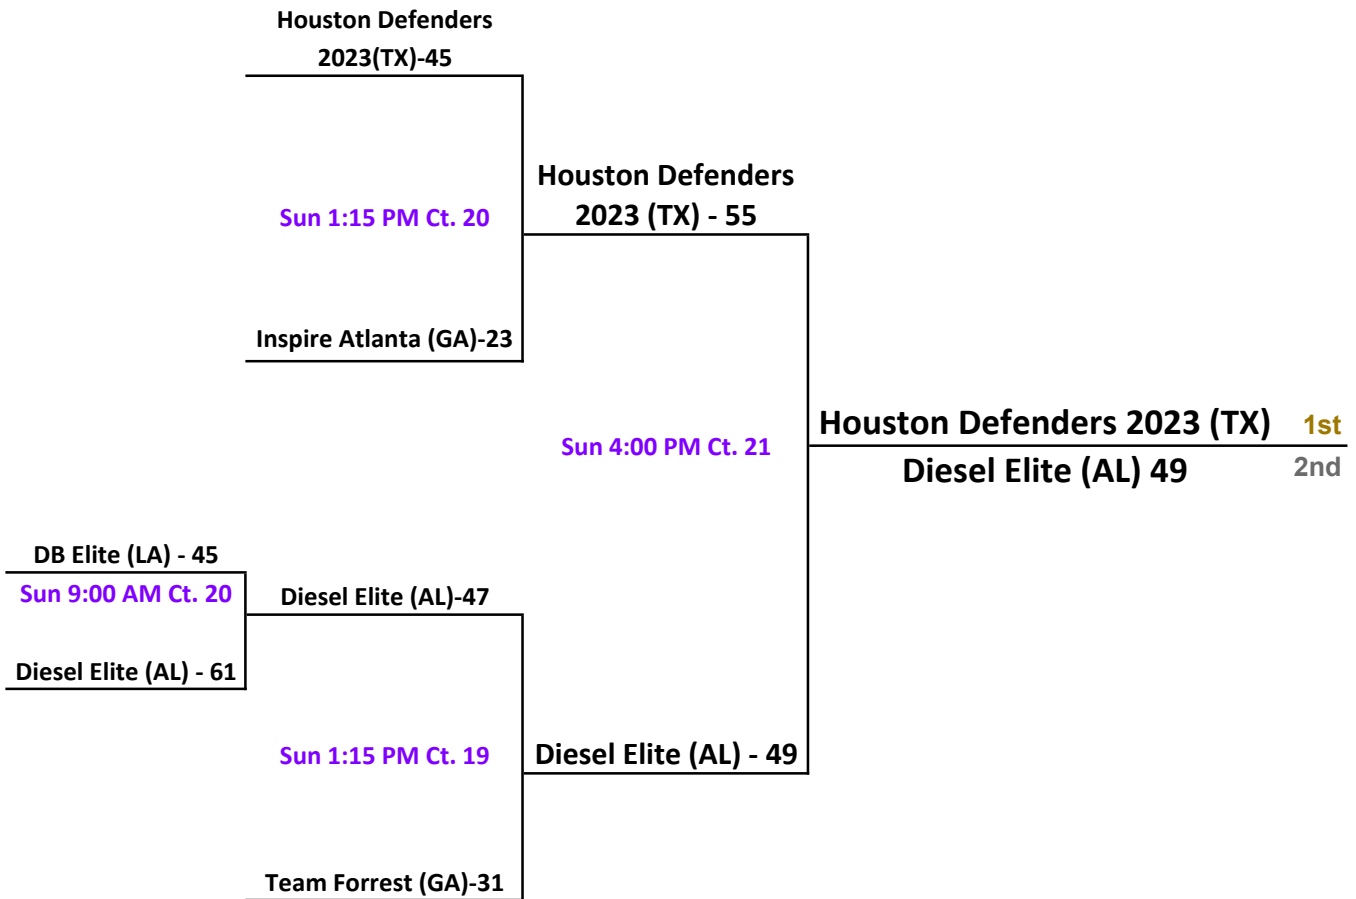 Houston Defenders
2023(TX)-45
Houston Defenders
2023 (TX) - 55
Sun 1:15 PM Ct. 20
Inspire Atlanta (GA)-23
Houston Defenders 2023 (TX) 1st
Sun 4:00 PM Ct. 21
Diesel Elite (AL) 49 2nd
DB Elite (LA) - 45
Sun 9:00 AM Ct. 20
Diesel Elite (AL)-47
Diesel Elite (AL) - 61
Sun 1:15 PM Ct. 19
Diesel Elite (AL) - 49
Team Forrest (GA)-31